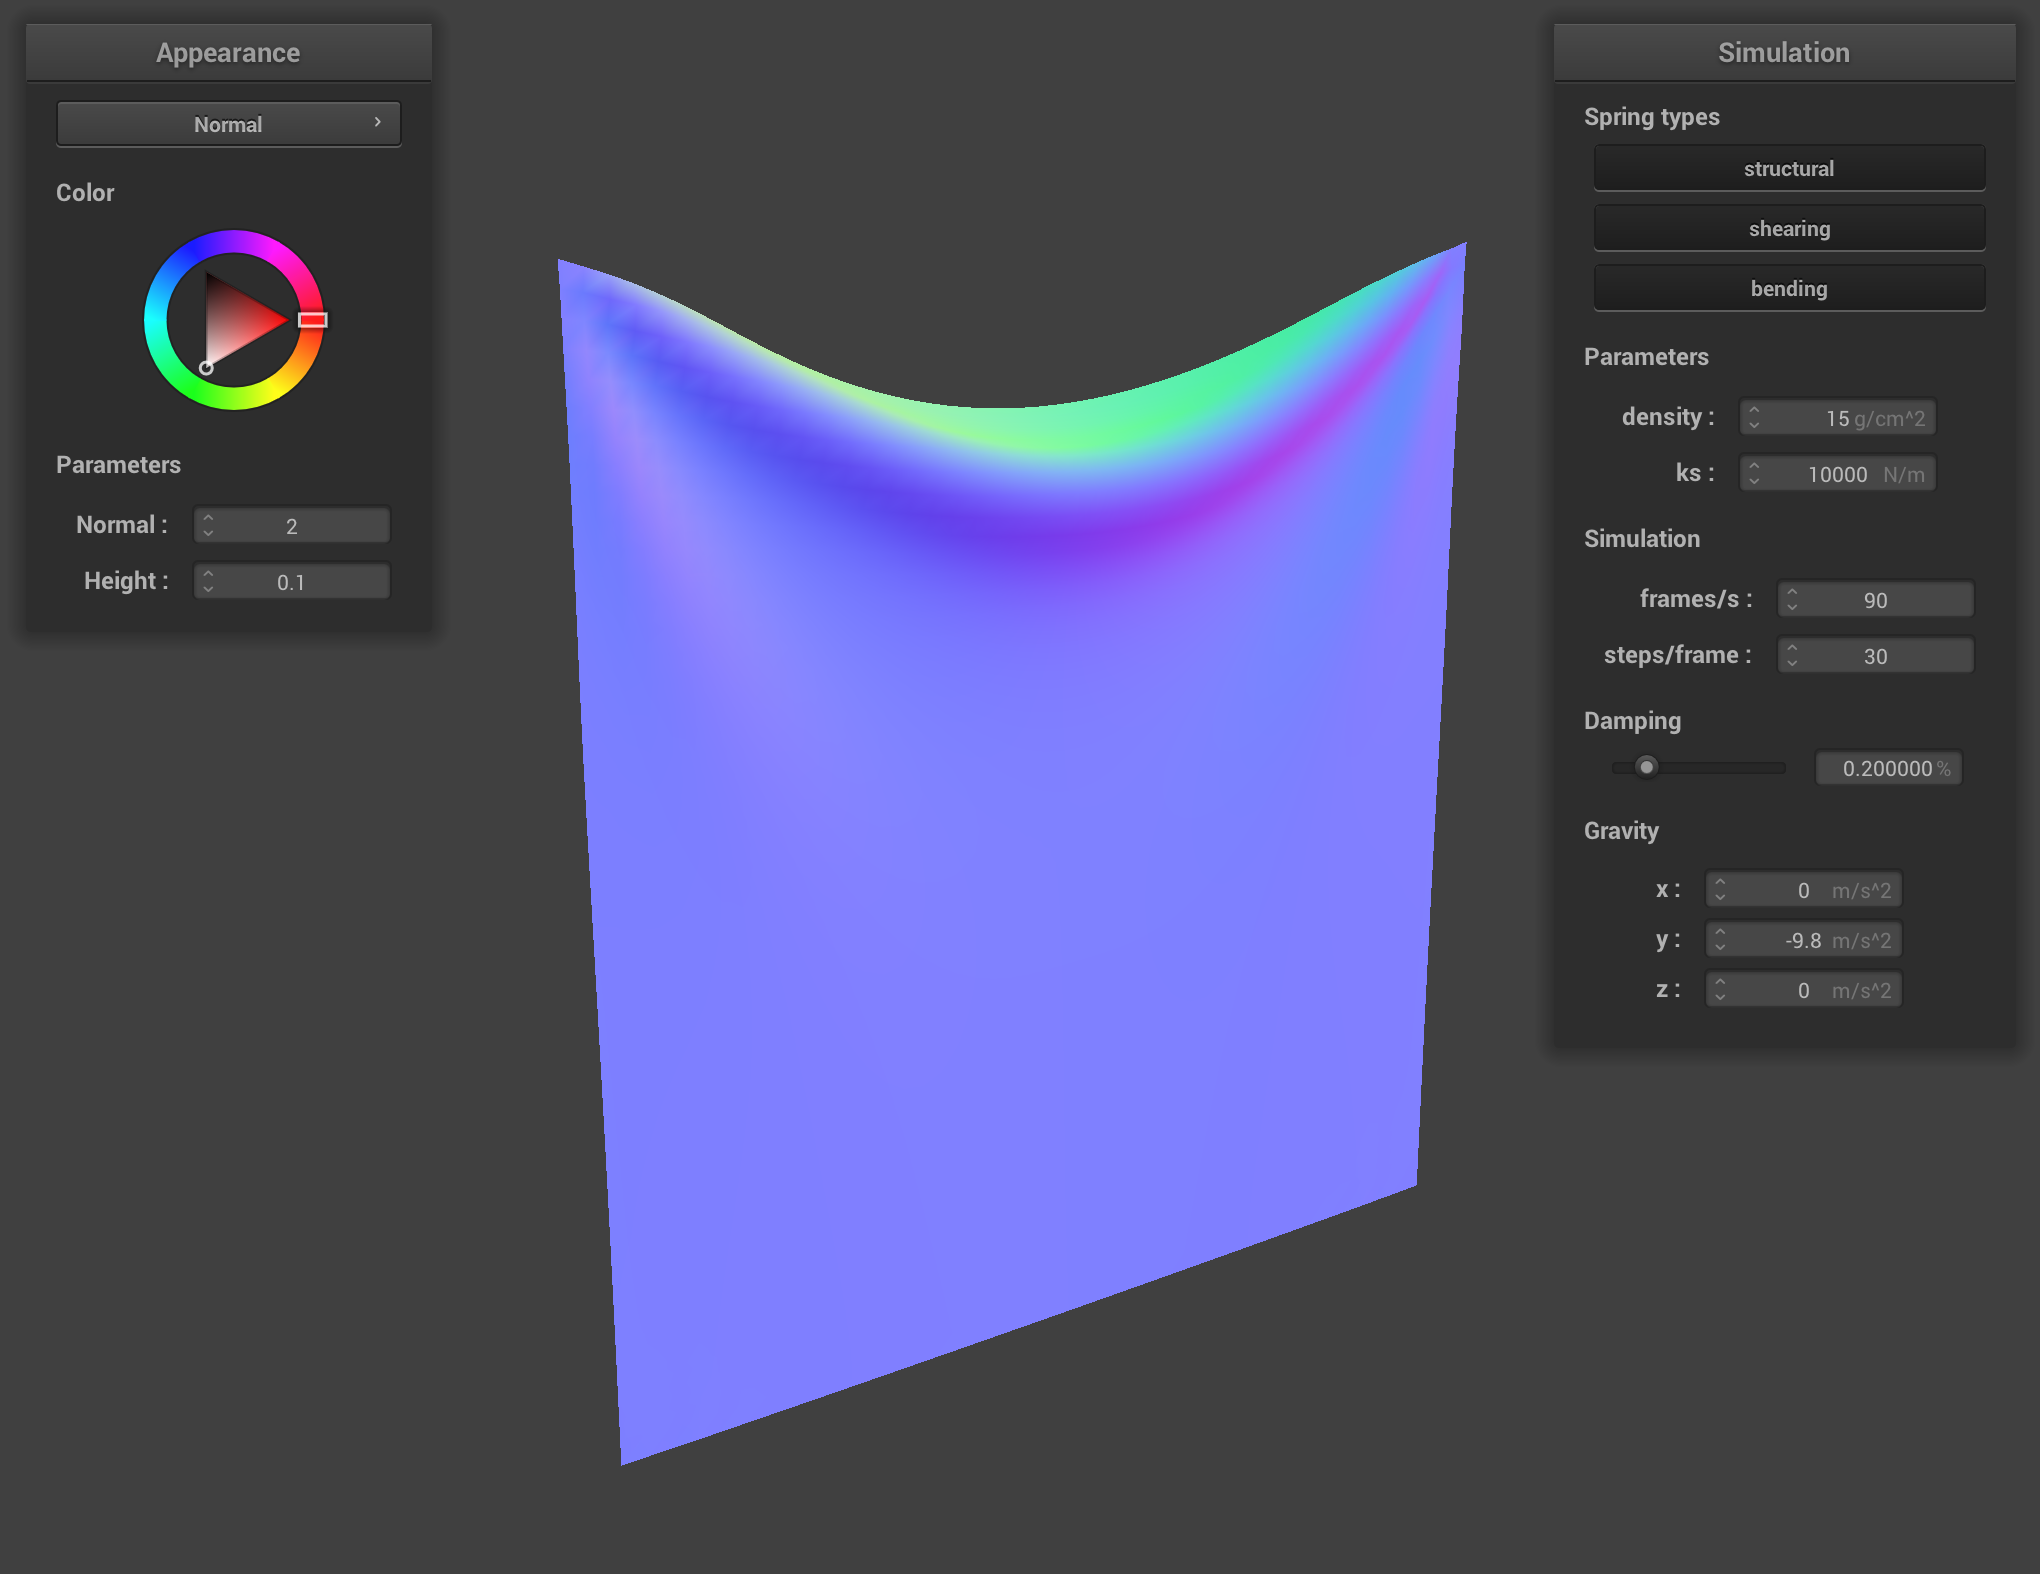 Appearance
Normal
Color
Parameters
Normal : 2
Height : 0.1
Simulation
Spring types
structural
shearing
bending
Parameters
density : 15 g/cm^2
ks : 10000 N/m
Simulation
frames/s : 90
steps/frame : 30
Damping
0.200000 %
Gravity
x : 0 m/s^2
y : -9.8 m/s^2
z : 0 m/s^2